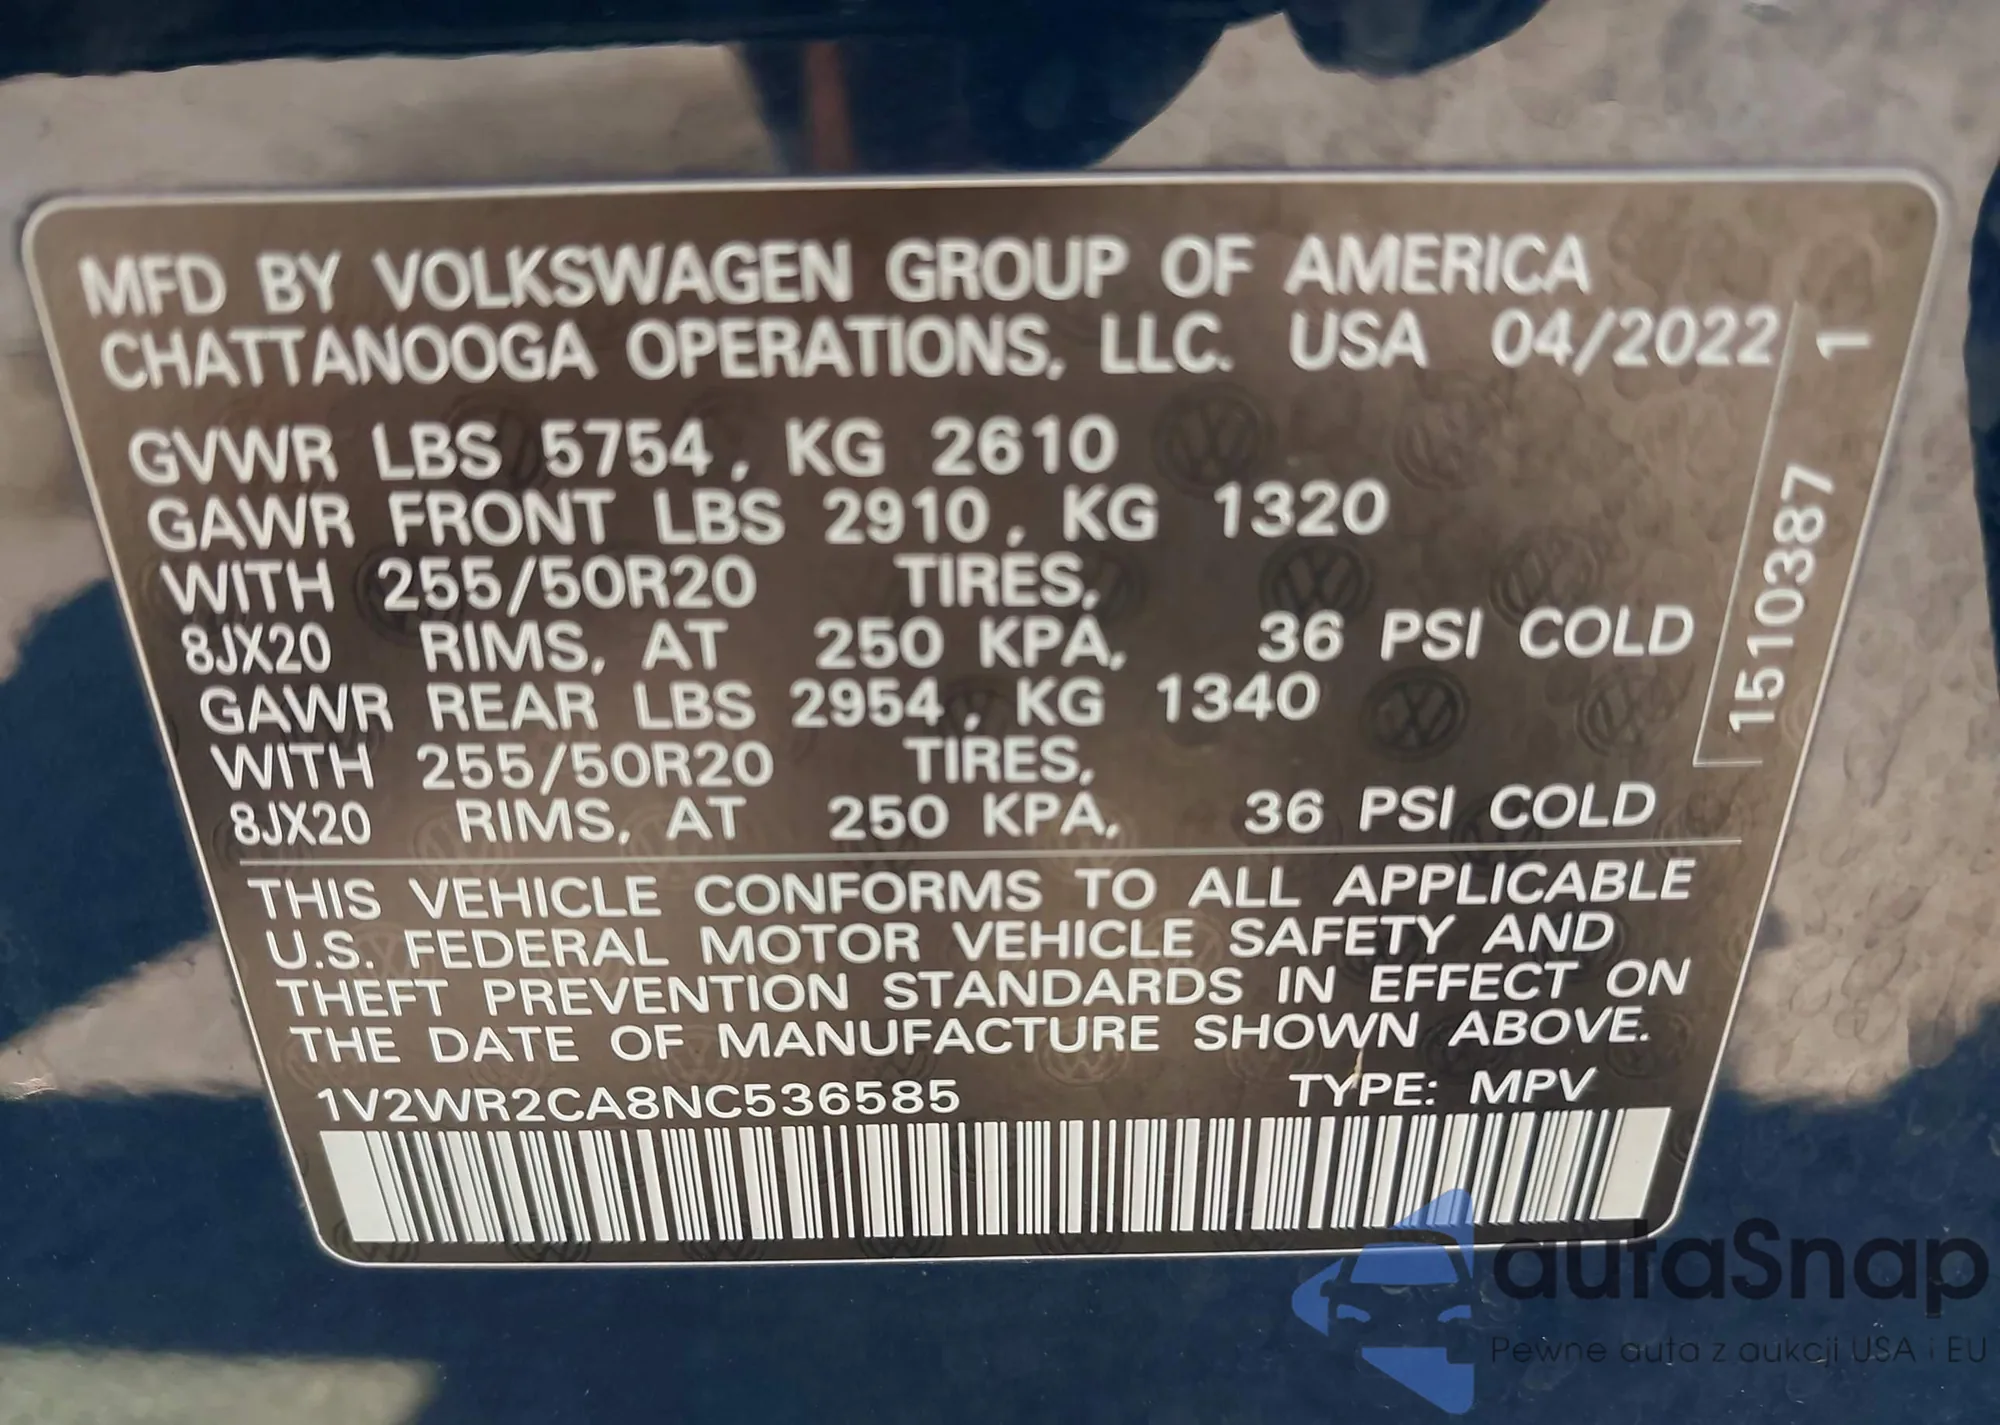 MFD BY VOLKSWAGEN GROUP OF AMERICA
CHATTANOOGA OPERATIONS, LLC. USA 04/2022
GVWR LBS 5754, KG 2610
GAWR FRONT LBS 2910, KG 1320
WITH 255/50R20 TIRES,
8JX20 RIMS, AT 250 KPA, 36 PSI COLD
GAWR REAR LBS 2954, KG 1340
WITH 255/50R20 TIRES,
8JX20 RIMS, AT 250 KPA, 36 PSI COLD
1510387 1
THIS VEHICLE CONFORMS TO ALL APPLICABLE
U.S. FEDERAL MOTOR VEHICLE SAFETY AND
THEFT PREVENTION STANDARDS IN EFFECT ON
THE DATE OF MANUFACTURE SHOWN ABOVE.
1V2WR2CA8NC536585 TYPE: MPV
autaSnap
Pewne auta z aukcji USA i EU